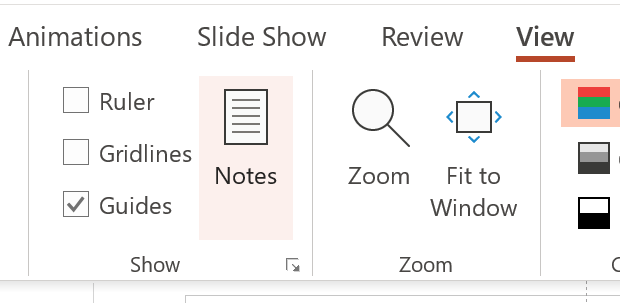 Animations Slide Show Review View
Ruler
Gridlines
Guides
Notes
Zoom
Fit to
Window
Show
Zoom